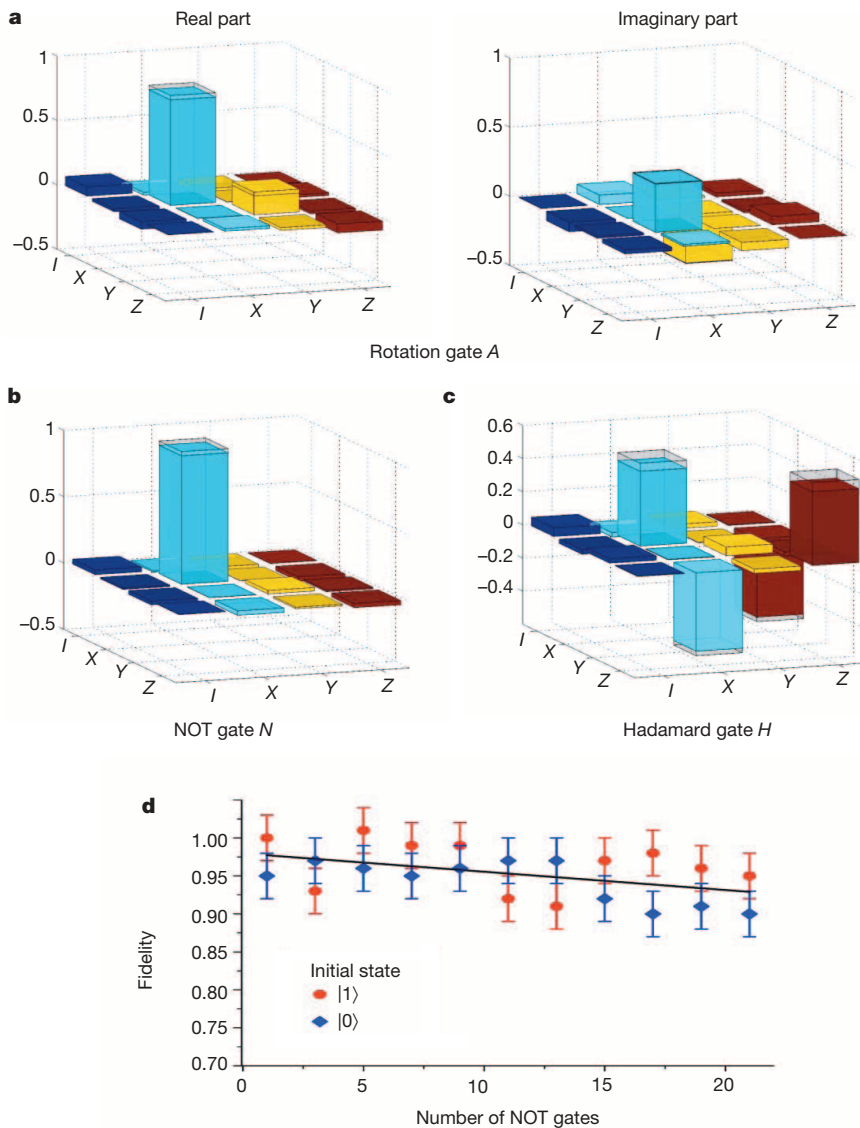 a
Real part
Imaginary part
1
0.5
0
−0.5
I
X
Y
Z
I
X
Y
Z
1
0.5
0
−0.5
I
X
Y
Z
I
X
Y
Z
Rotation gate A
b
1
0.5
0
−0.5
I
X
Y
Z
I
X
Y
Z
NOT gate N
c
0.6
0.4
0.2
0
−0.2
−0.4
I
X
Y
Z
I
X
Y
Z
Hadamard gate H
d
Fidelity
1.00
0.95
0.90
0.85
0.80
0.75
0.70
Initial state
|1⟩
|0⟩
0
5
10
15
20
Number of NOT gates